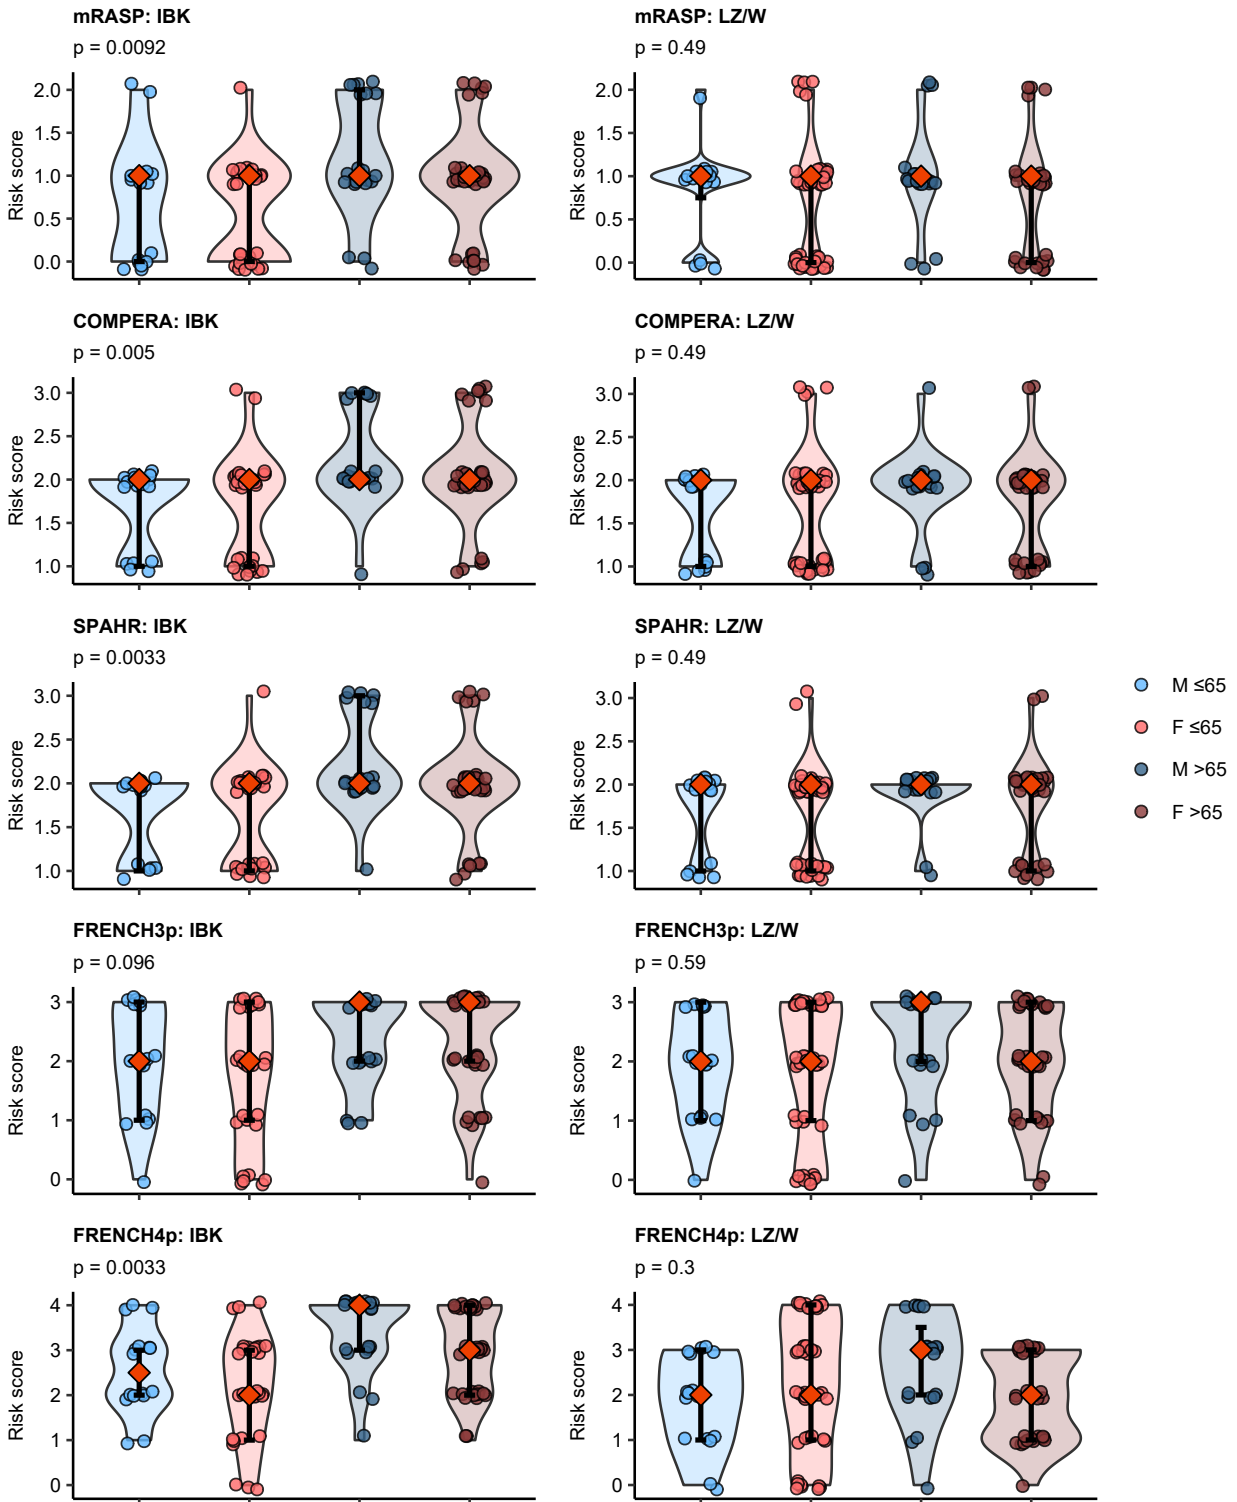 mRASP: IBK
p = 0.0092
Risk score
2.0
1.5
1.0
0.5
0.0
mRASP: LZ/W
p = 0.49
Risk score
2.0
1.5
1.0
0.5
0.0
COMPERA: IBK
p = 0.005
Risk score
3.0
2.5
2.0
1.5
1.0
COMPERA: LZ/W
p = 0.49
Risk score
3.0
2.5
2.0
1.5
1.0
SPAHR: IBK
p = 0.0033
Risk score
3.0
2.5
2.0
1.5
1.0
SPAHR: LZ/W
p = 0.49
Risk score
3.0
2.5
2.0
1.5
1.0
M ≤65
F ≤65
M >65
F >65
FRENCH3p: IBK
p = 0.096
Risk score
3
2
1
0
FRENCH3p: LZ/W
p = 0.59
Risk score
3
2
1
0
FRENCH4p: IBK
p = 0.0033
Risk score
4
3
2
1
0
FRENCH4p: LZ/W
p = 0.3
Risk score
4
3
2
1
0